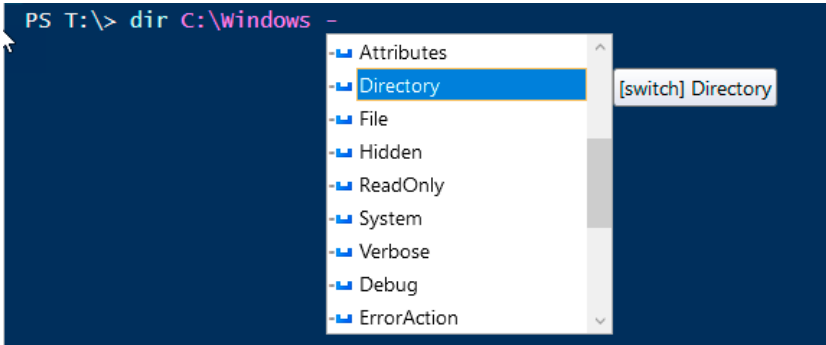 PS T:\> dir C:\Windows -
Attributes
Directory
[switch] Directory
File
Hidden
ReadOnly
System
Verbose
Debug
ErrorAction